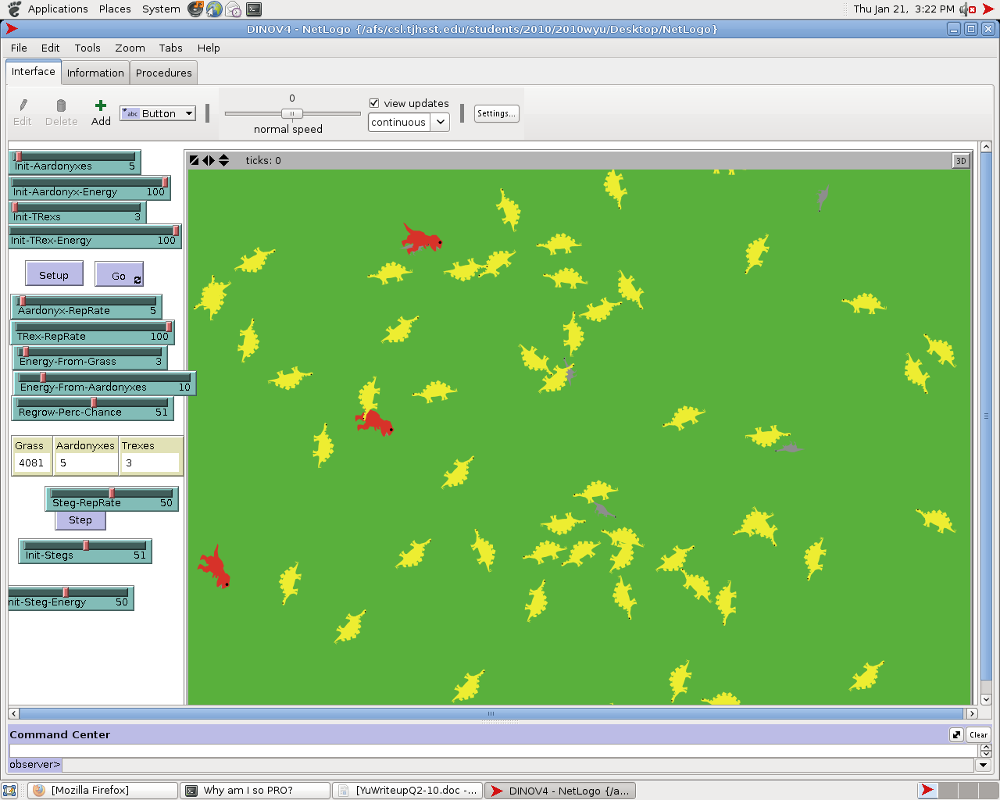 Applications Places System
Thu Jan 21, 3:22 PM
DINOV4 - NetLogo {/afs/csl.tjhsst.edu/students/2010/2010wyu/Desktop/NetLogo}
File Edit Tools Zoom Tabs Help
Interface Information Procedures
0
Edit Delete Add abc Button
normal speed
view updates
continuous
Settings...
ticks: 0
3D
Init-Aardonyxes 5
Init-Aardonyx-Energy 100
Init-TRexs 3
Init-TRex-Energy 100
Setup Go
Aardonyx-RepRate 5
TRex-RepRate 100
Energy-From-Grass 3
Energy-From-Aardonyxes 10
Regrow-Perc-Chance 51
Grass Aardonyxes Trexes
4081 5 3
Steg-RepRate 50
Step
Init-Stegs 51
nit-Steg-Energy 50
Command Center
Clear
observer>
[Mozilla Firefox] Why am I so PRO? [YuWriteupQ2-10.doc -... DINOV4 - NetLogo {/a...